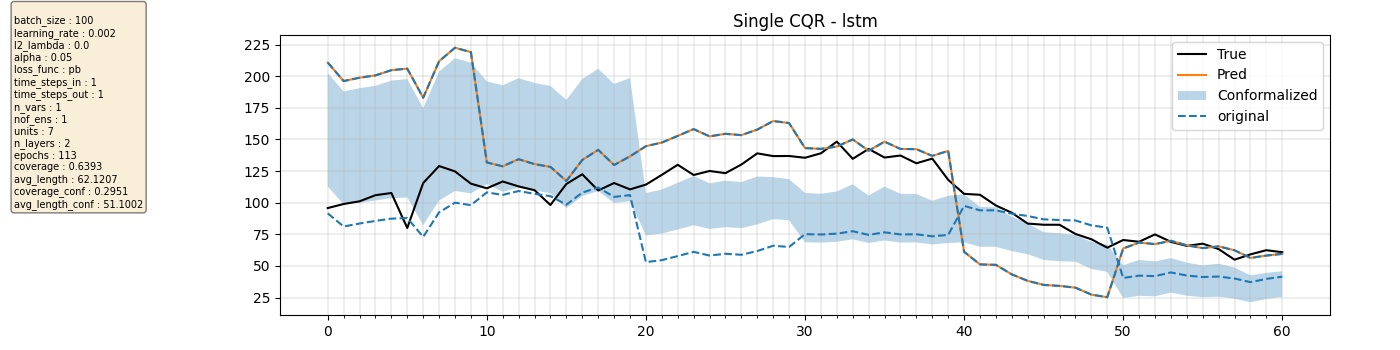 batch_size : 100
learning_rate : 0.002
l2_lambda : 0.0
alpha : 0.05
loss_func : pb
time_steps_in : 1
time_steps_out : 1
n_vars : 1
nof_ens : 1
units : 7
n_layers : 2
epochs : 113
coverage : 0.6393
avg_length : 62.1207
coverage_conf : 0.2951
avg_length_conf : 51.1002
Single CQR - lstm
225
200
175
150
125
100
75
50
25
True
Pred
Conformalized
original
0 10 20 30 40 50 60